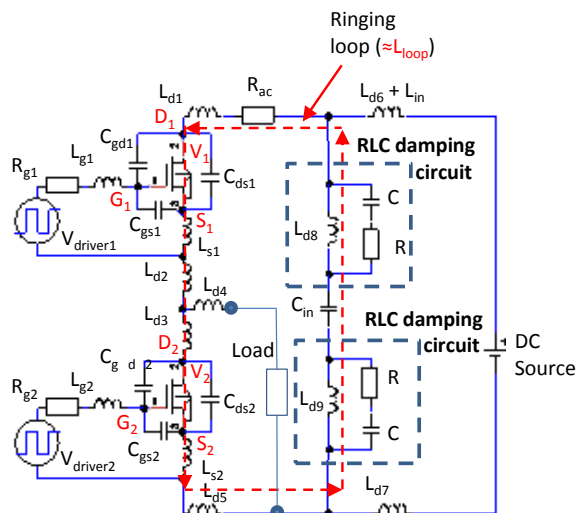 Ringing
loop (≈Lloop)
Ld1
Rac
Ld6 + Lin
D1
Cgd1
2
V1
RLC damping
circuit
Rg1
Lg1
G1
Cds1
C
Cgs1
S1
Ld8
R
Vdriver1
Ls1
Ld2
Ld4
Cin
Ld3
RLC damping
circuit
D2
Load
DC
Source
Cg d 2
2
V2
R
Rg2
Lg2
G2
Cds2
Ld9
Cgs2
S2
C
Vdriver2
Ls2
Ld5
Ld7